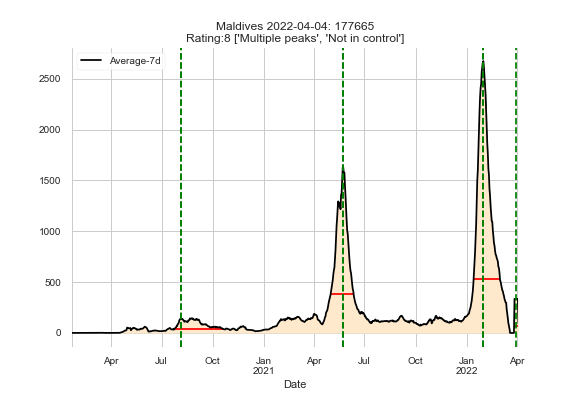 Maldives 2022-04-04: 177665
Rating:8 ['Multiple peaks', 'Not in control']
Average-7d
2500
2000
1500
1000
500
0
Apr Jul Oct Jan Apr Jul Oct Jan Apr
2021 2022
Date